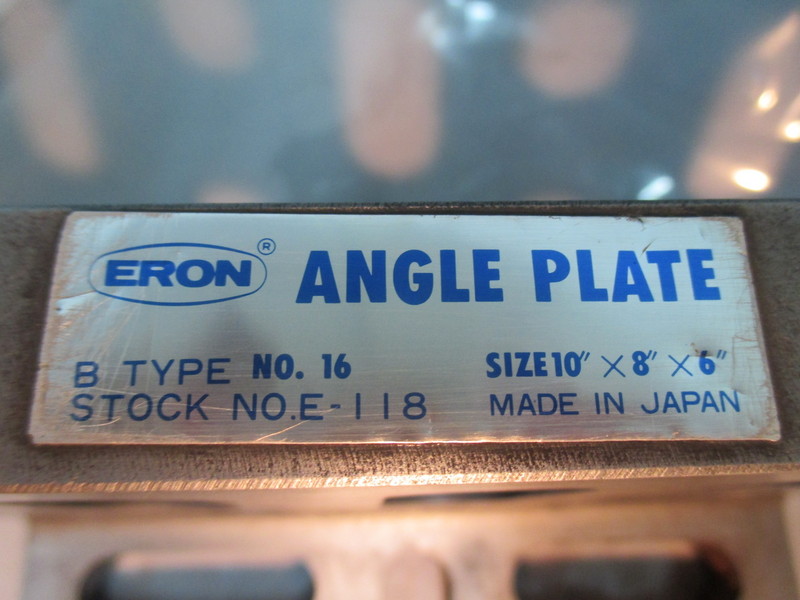 ERON® ANGLE PLATE
B TYPE NO. 16 SIZE 10″ × 8″ × 6″
STOCK NO. E-118 MADE IN JAPAN